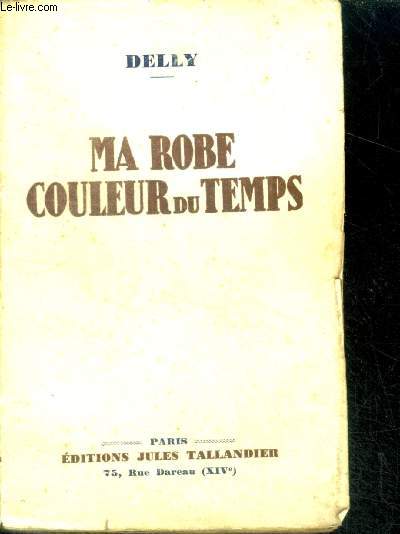 Le-livre.com
DELLY
MA ROBE
COULEUR DU TEMPS
PARIS
ÉDITIONS JULES TALLANDIER
75, Rue Dareau (XIVe)